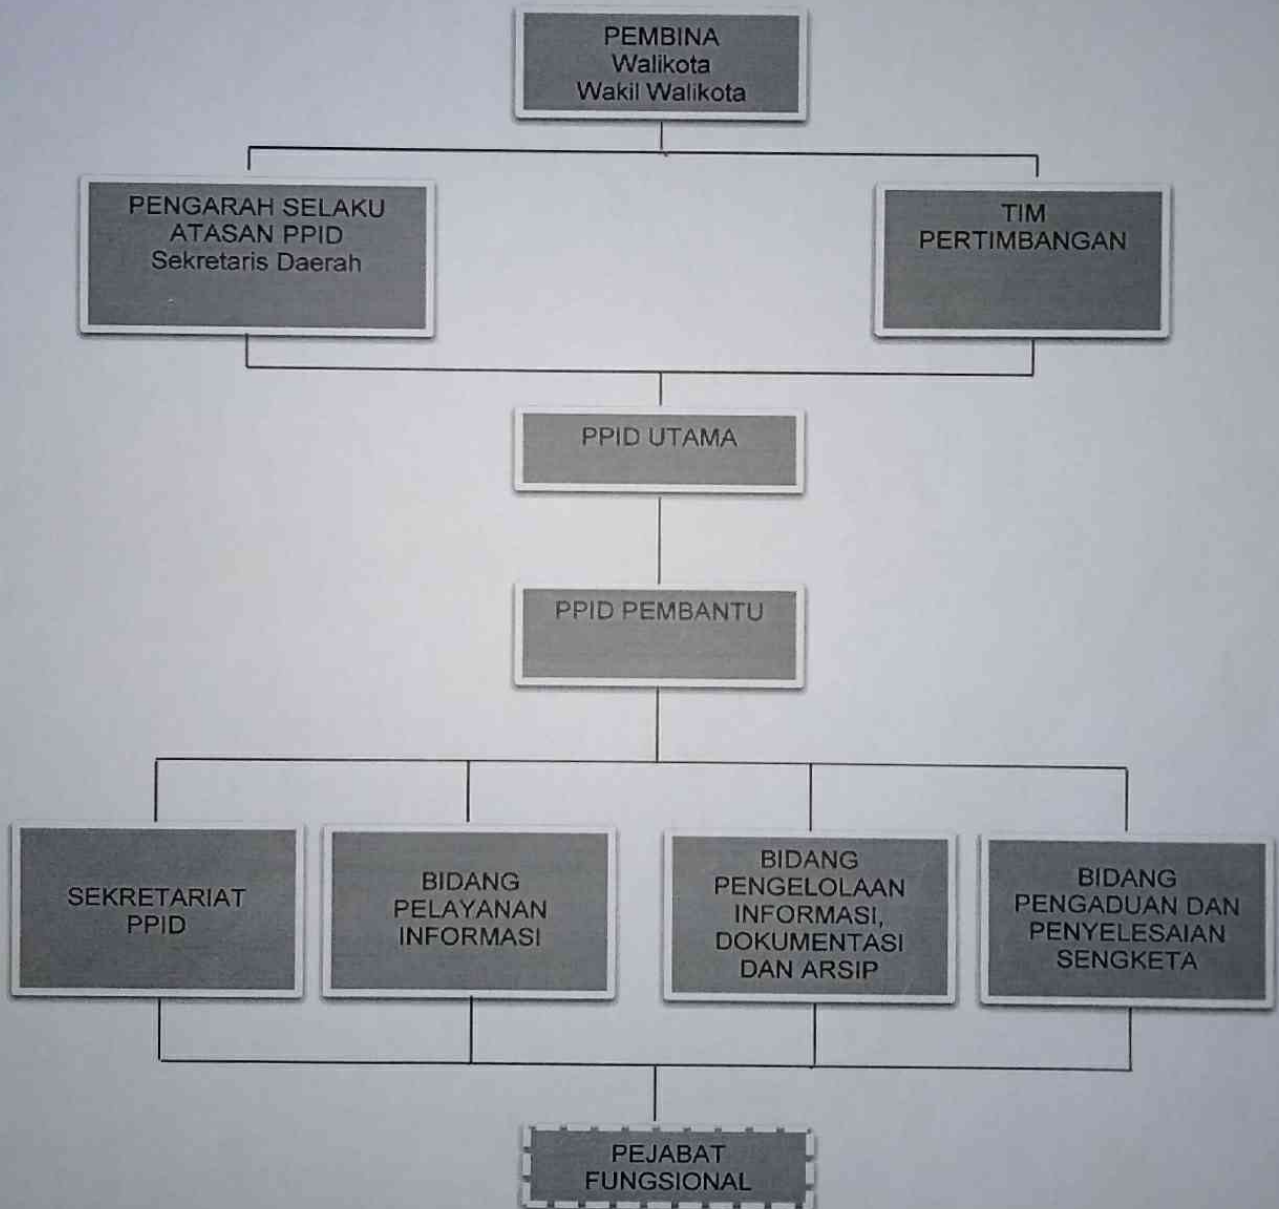 PEMBINA
Walikota
Wakil Walikota
PENGARAH SELAKU
ATASAN PPID
Sekretaris Daerah
TIM
PERTIMBANGAN
PPID UTAMA
PPID PEMBANTU
SEKRETARIAT
PPID
BIDANG
PELAYANAN
INFORMASI
BIDANG
PENGELOLAAN
INFORMASI,
DOKUMENTASI
DAN ARSIP
BIDANG
PENGADUAN DAN
PENYELESAIAN
SENGKETA
PEJABAT
FUNGSIONAL